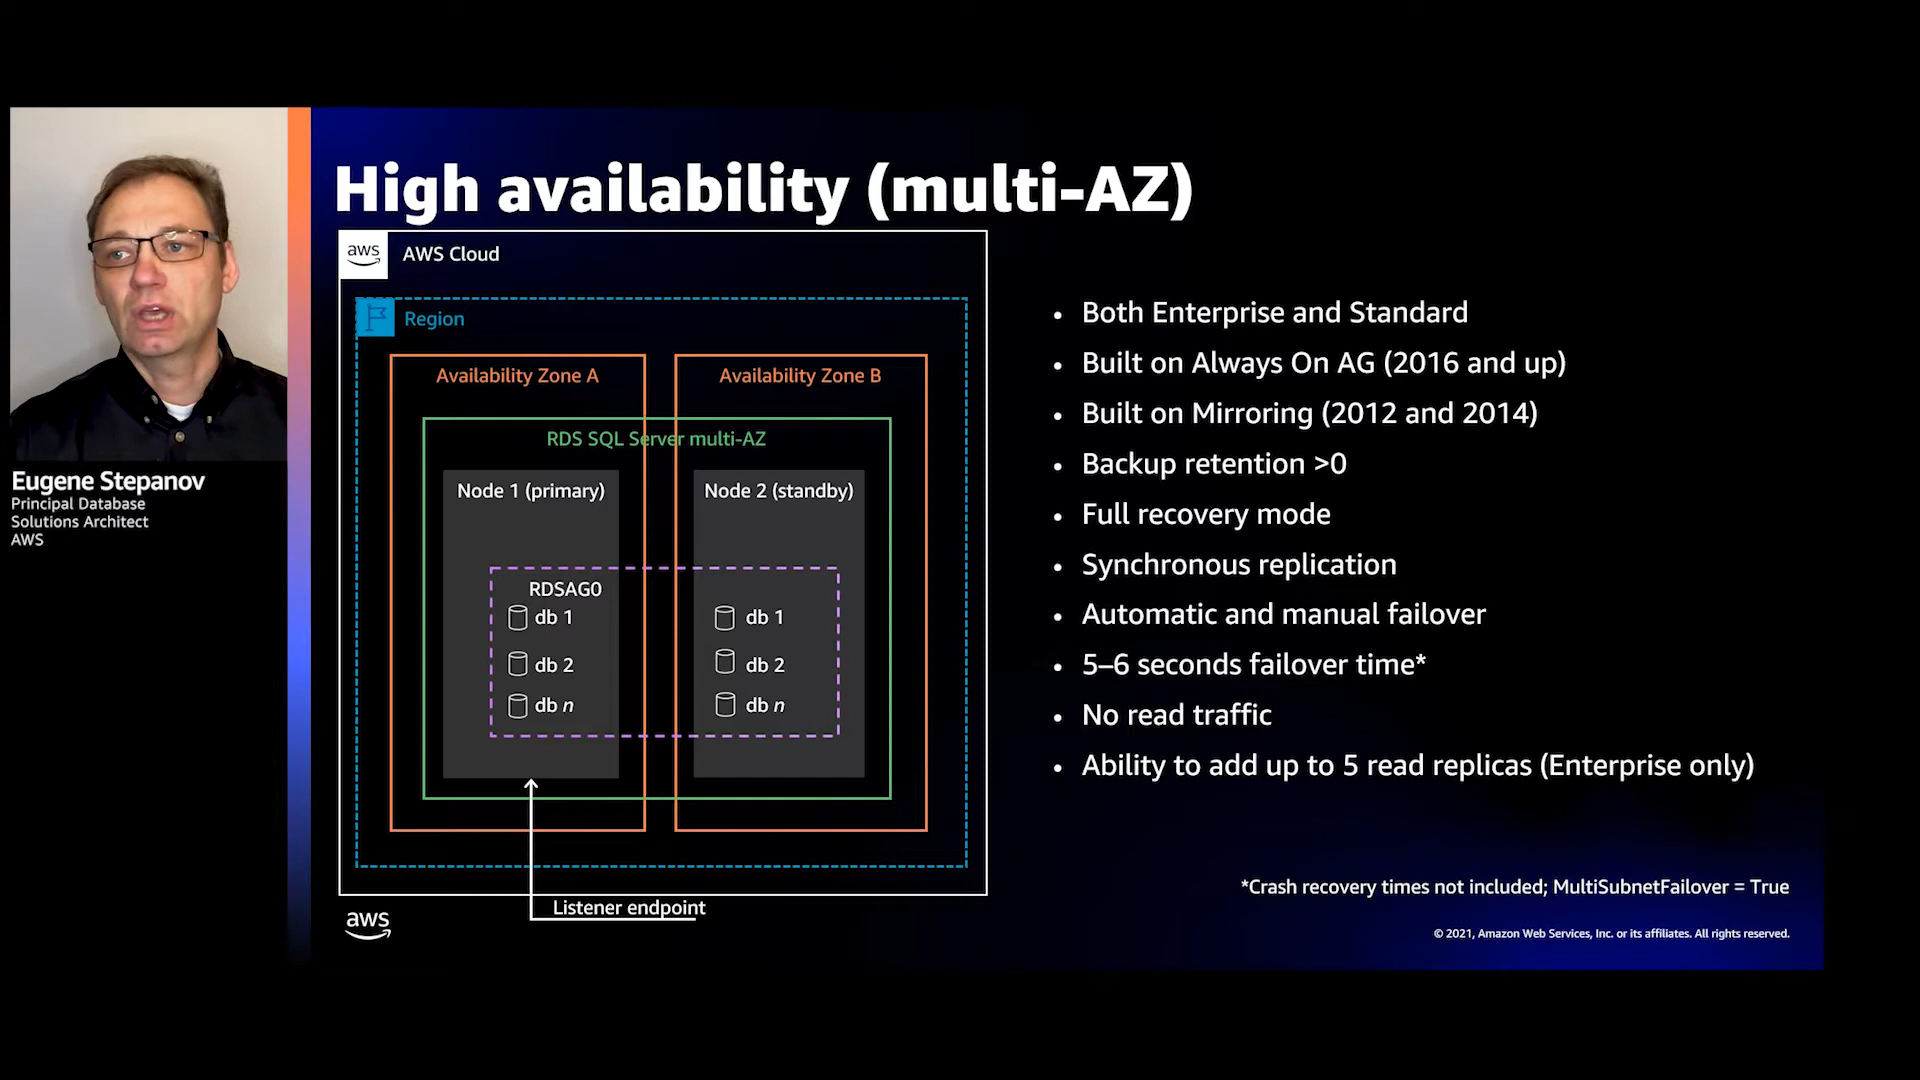 High availability (multi-AZ)
aws
AWS Cloud
Region
Availability Zone A
Availability Zone B
RDS SQL Server multi-AZ
Node 1 (primary)
Node 2 (standby)
RDSAG0
db 1
db 1
db 2
db 2
db n
db n
Listener endpoint
aws
• Both Enterprise and Standard
• Built on Always On AG (2016 and up)
• Built on Mirroring (2012 and 2014)
• Backup retention >0
• Full recovery mode
• Synchronous replication
• Automatic and manual failover
• 5–6 seconds failover time*
• No read traffic
• Ability to add up to 5 read replicas (Enterprise only)
*Crash recovery times not included; MultiSubnetFailover = True
© 2021, Amazon Web Services, Inc. or its affiliates. All rights reserved.
Eugene Stepanov
Principal Database
Solutions Architect
AWS